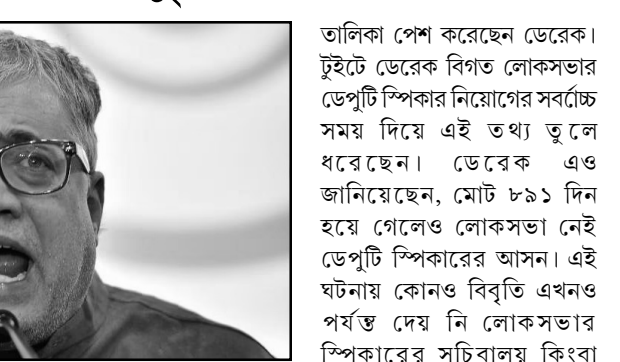 তালিকা পেশ করেছেন ডেরেক।
টুইটে ডেরেক বিগত লোকসভার
ডেপুটি স্পিকার নিয়োগের সর্বোচ্চ
সময় দিয়ে এই তথ্য তুলে
ধরেছেন। ডেরেক এও
জানিয়েছেন, মোট ৮৯১ দিন
হয়ে গেলেও লোকসভা নেই
ডেপুটি স্পিকারের আসন। এই
ঘটনায় কোনও বিবৃতি এখনও
পর্যন্ত দেয় নি লোকসভার
স্পিকারের সচিবালয় কিংবা